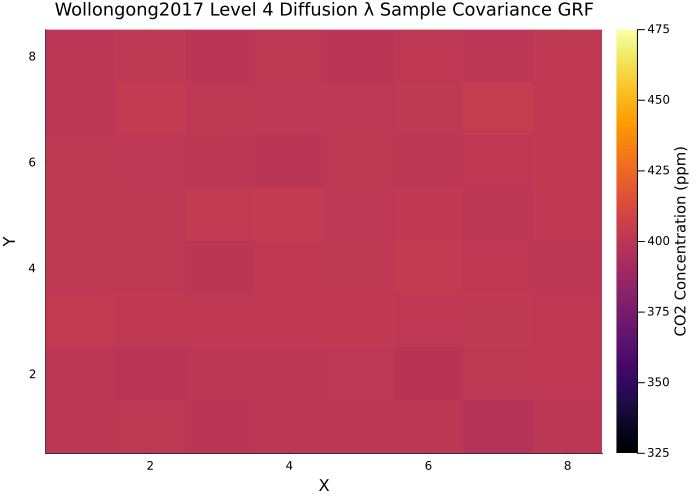 Wollongong2017 Level 4 Diffusion λ Sample Covariance GRF
8
6
4
2
Y
2 4 6 8
X
475
450
425
400
375
350
325
CO2 Concentration (ppm)